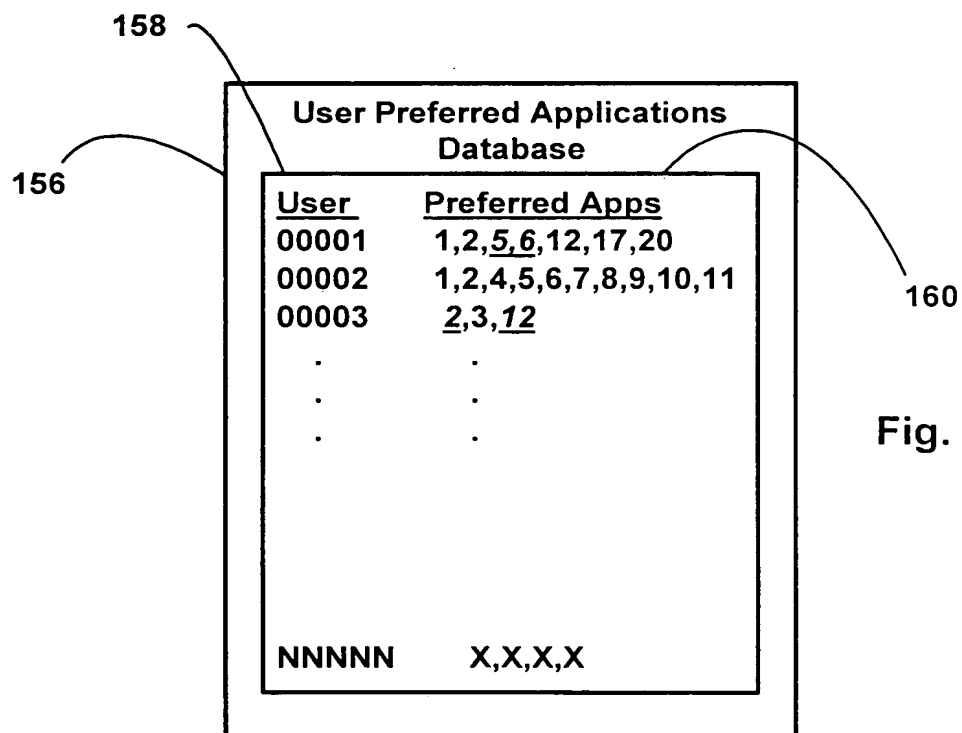 158
User Preferred Applications
Database
156
User Preferred Apps
00001 1,2,5,6,12,17,20
00002 1,2,4,5,6,7,8,9,10,11
160
00003 2,3,12
. .
. .
. .
Fig.
NNNNN X,X,X,X